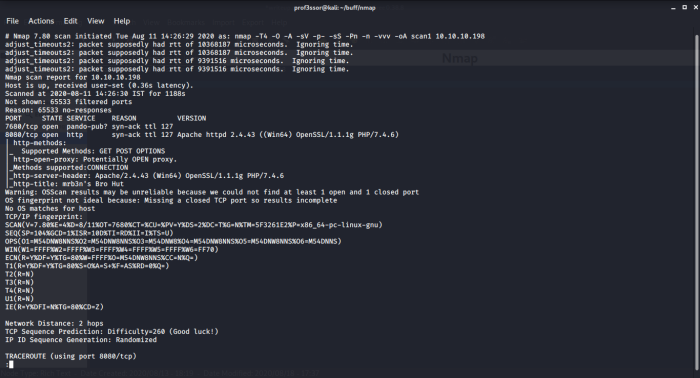 prof3ssor@kali: ~/buff/nmap
File Actions Edit View Help
# Nmap 7.80 scan initiated Tue Aug 11 14:26:29 2020 as: nmap -T4 -O -A -sV -p- -sS -Pn -n -vvv -oA scan1 10.10.10.198
adjust_timeouts2: packet supposedly had rtt of 10368187 microseconds. Ignoring time.
adjust_timeouts2: packet supposedly had rtt of 10368187 microseconds. Ignoring time.
adjust_timeouts2: packet supposedly had rtt of 9391516 microseconds. Ignoring time.
adjust_timeouts2: packet supposedly had rtt of 9391516 microseconds. Ignoring time.
Nmap
Nmap scan report for 10.10.10.198
Host is up, received user-set (0.36s latency).
Scanned at 2020-08-11 14:26:30 IST for 1188s
Not shown: 65533 filtered ports
Reason: 65533 no-responses
PORT STATE SERVICE REASON VERSION
7680/tcp open pando-pub? syn-ack ttl 127
8080/tcp open http syn-ack ttl 127 Apache httpd 2.4.43 ((Win64) OpenSSL/1.1.1g PHP/7.4.6)
| http-methods:
|_ Supported Methods: GET POST OPTIONS
| http-open-proxy: Potentially OPEN proxy.
|_Methods supported:CONNECTION
|_http-server-header: Apache/2.4.43 (Win64) OpenSSL/1.1.1g PHP/7.4.6
|_http-title: mrb3n's Bro Hut
Warning: OSScan results may be unreliable because we could not find at least 1 open and 1 closed port
OS fingerprint not ideal because: Missing a closed TCP port so results incomplete
No OS matches for host
TCP/IP fingerprint:
SCAN(V=7.80%E=4%D=8/11%OT=7680%CT=%CU=%PV=Y%DS=2%DC=T%G=N%TM=5F3261E2%P=x86_64-pc-linux-gnu)
SEQ(SP=104%GCD=1%ISR=10D%TI=RD%II=I%TS=U)
OPS(O1=M54DNW8NNS%O2=M54DNW8NNS%O3=M54DNW8%O4=M54DNW8NNS%O5=M54DNW8NNS%O6=M54DNNS)
WIN(W1=FFFF%W2=FFFF%W3=FFFF%W4=FFFF%W5=FFFF%W6=FF70)
ECN(R=Y%DF=Y%TG=80%W=FFFF%O=M54DNW8NNS%CC=N%Q=)
T1(R=Y%DF=Y%TG=80%S=O%A=S+%F=AS%RD=0%Q=)
T2(R=N)
T3(R=N)
T4(R=N)
U1(R=N)
IE(R=Y%DFI=N%TG=80%CD=Z)
Network Distance: 2 hops
TCP Sequence Prediction: Difficulty=260 (Good luck!)
IP ID Sequence Generation: Randomized
TRACEROUTE (using port 8080/tcp)
: